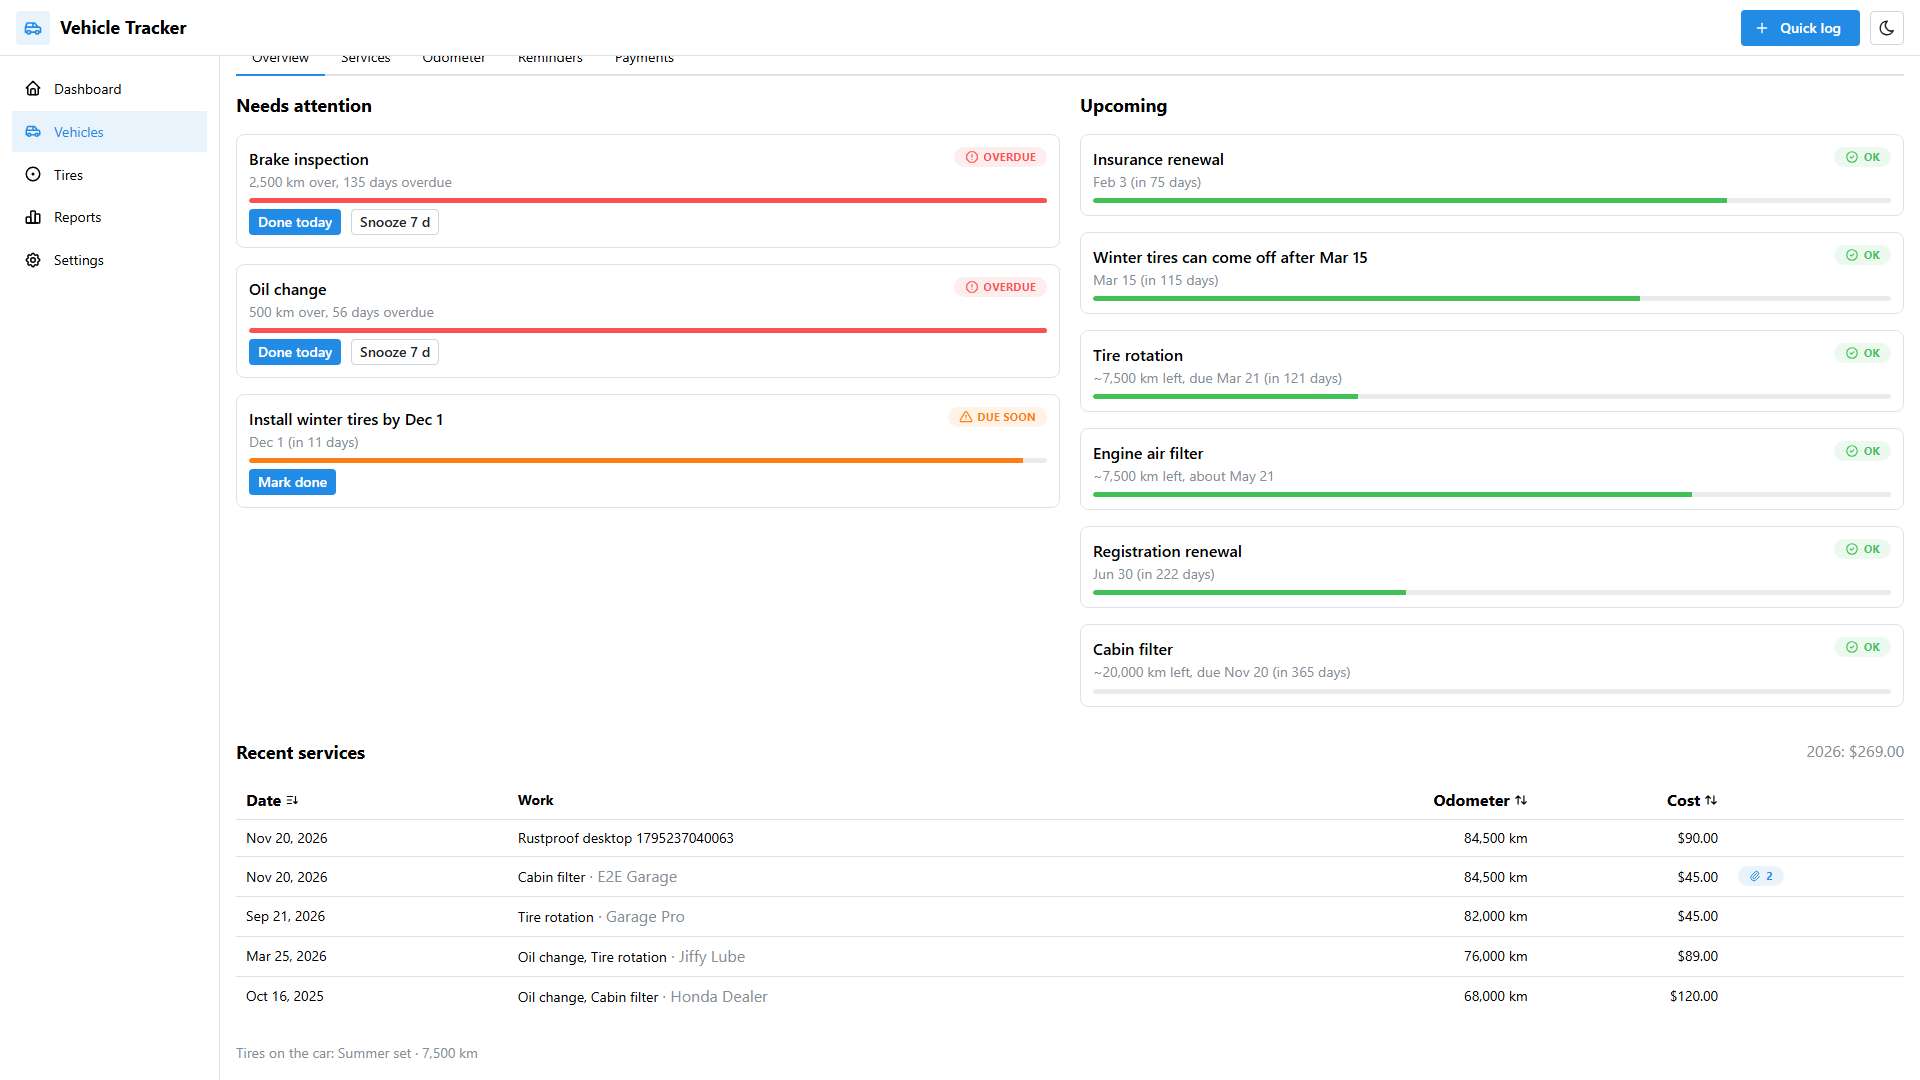 Vehicle Tracker
Quick log
Dashboard
Vehicles
Tires
Reports
Settings
Overview Services Odometer Reminders Payments
Needs attention
Brake inspection
OVERDUE
2,500 km over, 135 days overdue
Done today Snooze 7 d
Oil change
OVERDUE
500 km over, 56 days overdue
Done today Snooze 7 d
Install winter tires by Dec 1
DUE SOON
Dec 1 (in 11 days)
Mark done
Upcoming
Insurance renewal
OK
Feb 3 (in 75 days)
Winter tires can come off after Mar 15
OK
Mar 15 (in 115 days)
Tire rotation
OK
~7,500 km left, due Mar 21 (in 121 days)
Engine air filter
OK
~7,500 km left, about May 21
Registration renewal
OK
Jun 30 (in 222 days)
Cabin filter
OK
~20,000 km left, due Nov 20 (in 365 days)
Recent services
2026: $269.00
Date Work Odometer Cost
Nov 20, 2026 Rustproof desktop 1795237040063 84,500 km $90.00
Nov 20, 2026 Cabin filter · E2E Garage 84,500 km $45.00 2
Sep 21, 2026 Tire rotation · Garage Pro 82,000 km $45.00
Mar 25, 2026 Oil change, Tire rotation · Jiffy Lube 76,000 km $89.00
Oct 16, 2025 Oil change, Cabin filter · Honda Dealer 68,000 km $120.00
Tires on the car: Summer set · 7,500 km